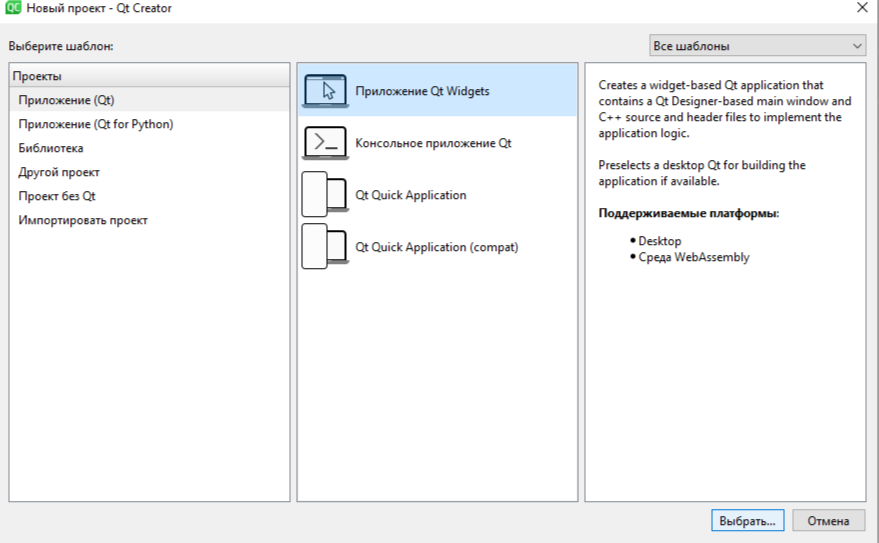 QC Новый проект - Qt Creator
Выберите шаблон:
Все шаблоны
Проекты
Приложение (Qt)
Приложение (Qt for Python)
Библиотека
Другой проект
Проект без Qt
Импортировать проект
Приложение Qt Widgets
Консольное приложение Qt
Qt Quick Application
Qt Quick Application (compat)
Creates a widget-based Qt application that
contains a Qt Designer-based main window and
C++ source and header files to implement the
application logic.
Preselects a desktop Qt for building the
application if available.
Поддерживаемые платформы:
• Desktop
• Среда WebAssembly
Выбрать...
Отмена